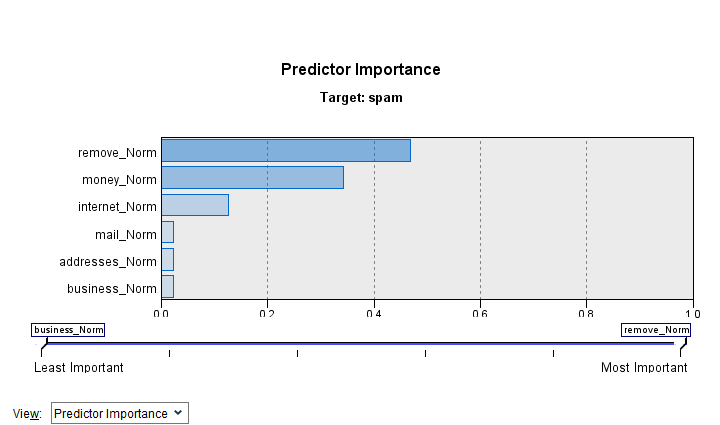 Predictor Importance
Target: spam
remove_Norm
money_Norm
internet_Norm
mail_Norm
addresses_Norm
business_Norm
0.0 0.2 0.4 0.6 0.8 1.0
business_Norm remove_Norm
Least Important Most Important
View: Predictor Importance